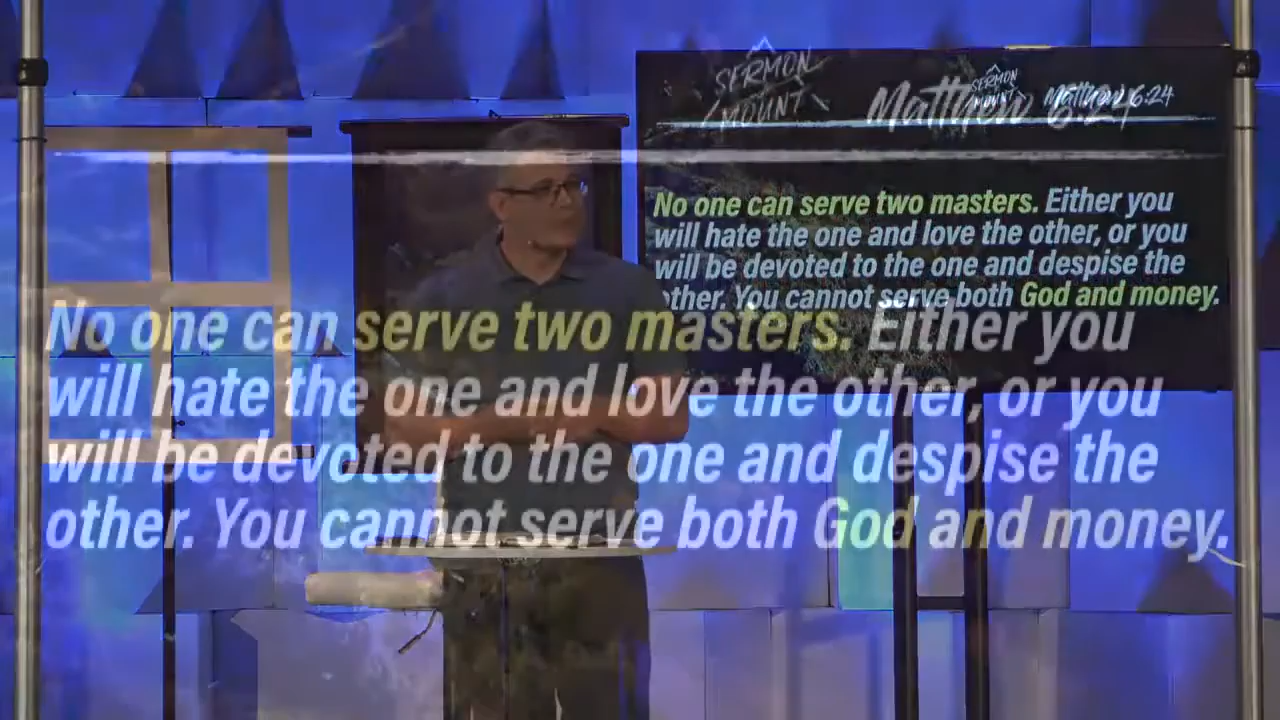 SERMON
MOUNT
Matthew 6:24
SERMON
MOUNT
Matthew 6:24
No one can serve two masters. Either you
will hate the one and love the other, or you
will be devoted to the one and despise the
other. You cannot serve both God and money.
No one can serve two masters. Either you
will hate the one and love the other, or you
will be devoted to the one and despise the
other. You cannot serve both God and money.